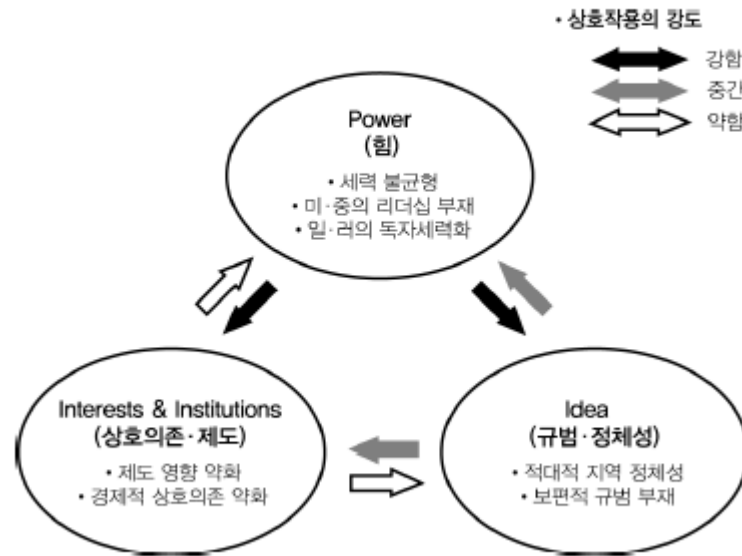 • 상호작용의 강도
강함
중간
약함
Power
(힘)
• 세력 불균형
• 미·중의 리더십 부재
• 일·러의 독자세력화
Interests & Institutions
(상호의존·제도)
• 제도 영향 약화
• 경제적 상호의존 약화
Idea
(규범·정체성)
• 적대적 지역 정체성
• 보편적 규범 부재